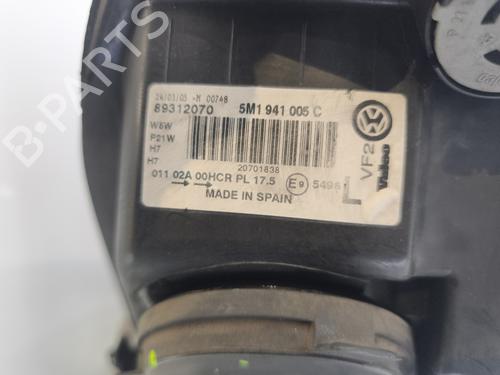 B-PARTS
24/03/05 -M 00748
89312070 5M1 941 005 C
W5W
P21W
H7
H7
20701838
VF2
Valeo
011 02A 00HCR PL 17.5 E9 5496 L
MADE IN SPAIN
P 21